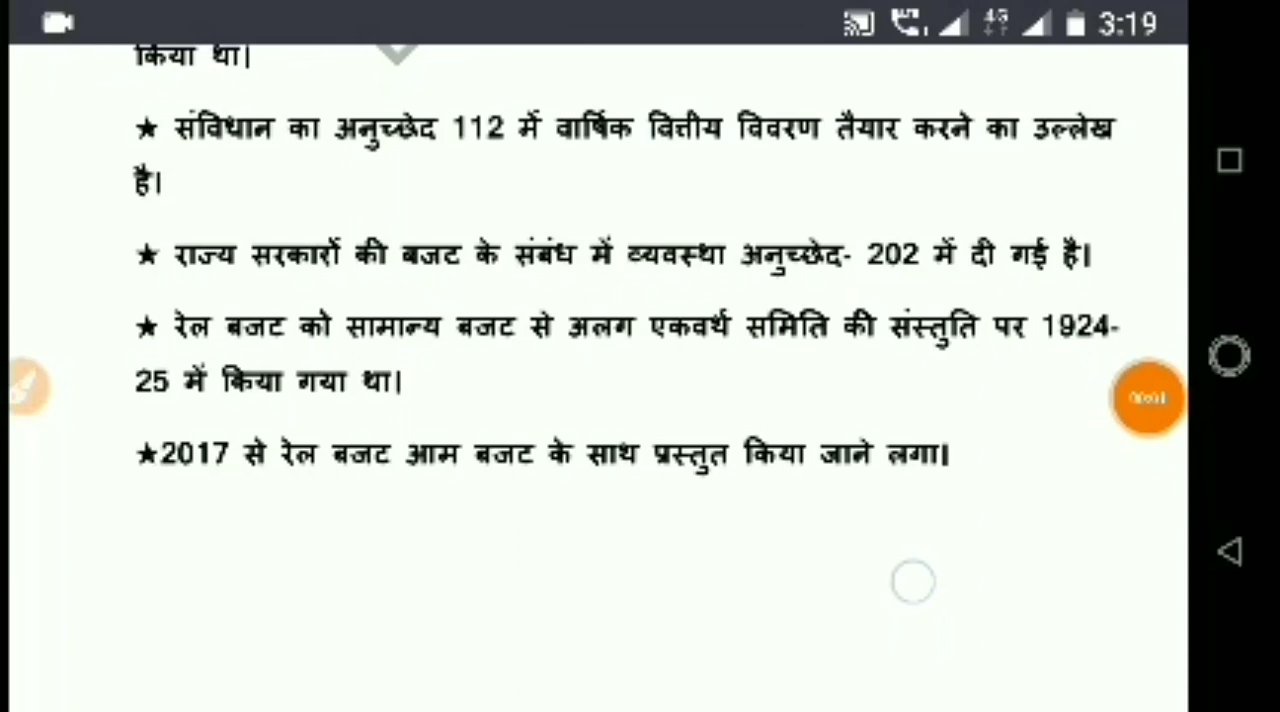 3:19
किया था|
★ संविधान का अनुच्छेद 112 में वार्षिक वित्तीय विवरण तैयार करने का उल्लेख
है।
★ राज्य सरकारों की बजट के संबंध में व्यवस्था अनुच्छेद- 202 में दी गई है।
★ रेल बजट को सामान्य बजट से अलग एकवर्थ समिति की संस्तुति पर 1924-
25 में किया गया था|
★2017 से रेल बजट आम बजट के साथ प्रस्तुत किया जाने लगा।